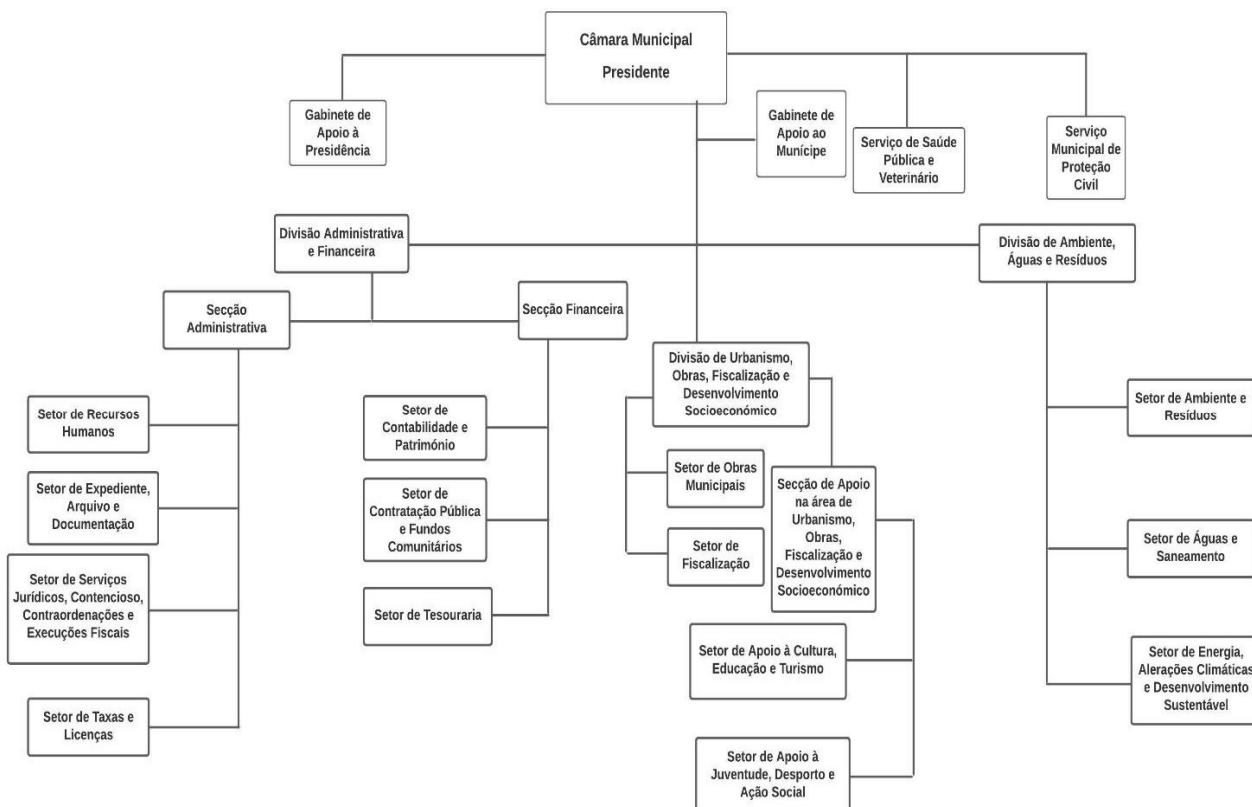 Câmara Municipal
Presidente
Gabinete de
Apoio à
Presidência
Gabinete de
Apoio ao
Munícipe
Serviço de Saúde
Pública e
Veterinário
Serviço
Municipal de
Proteção
Civil
Divisão Administrativa
e Financeira
Divisão de Ambiente,
Águas e Resíduos
Secção
Administrativa
Secção Financeira
Divisão de Urbanismo,
Obras, Fiscalização e
Desenvolvimento
Socioeconómico
Setor de Recursos
Humanos
Setor de Expediente,
Arquivo e
Documentação
Setor de Serviços
Jurídicos, Contencioso,
Contraordenações e
Execuções Fiscais
Setor de Taxas e
Licenças
Setor de
Contabilidade e
Património
Setor de
Contratação Pública
e Fundos
Comunitários
Setor de Tesouraria
Setor de Obras
Municipais
Setor de
Fiscalização
Secção de Apoio
na área de
Urbanismo,
Obras,
Fiscalização e
Desenvolvimento
Socioeconómico
Setor de Apoio à Cultura,
Educação e Turismo
Setor de Apoio à
Juventude, Desporto e
Ação Social
Setor de Ambiente e
Resíduos
Setor de Águas e
Saneamento
Setor de Energia,
Alerações Climáticas
e Desenvolvimento
Sustentável